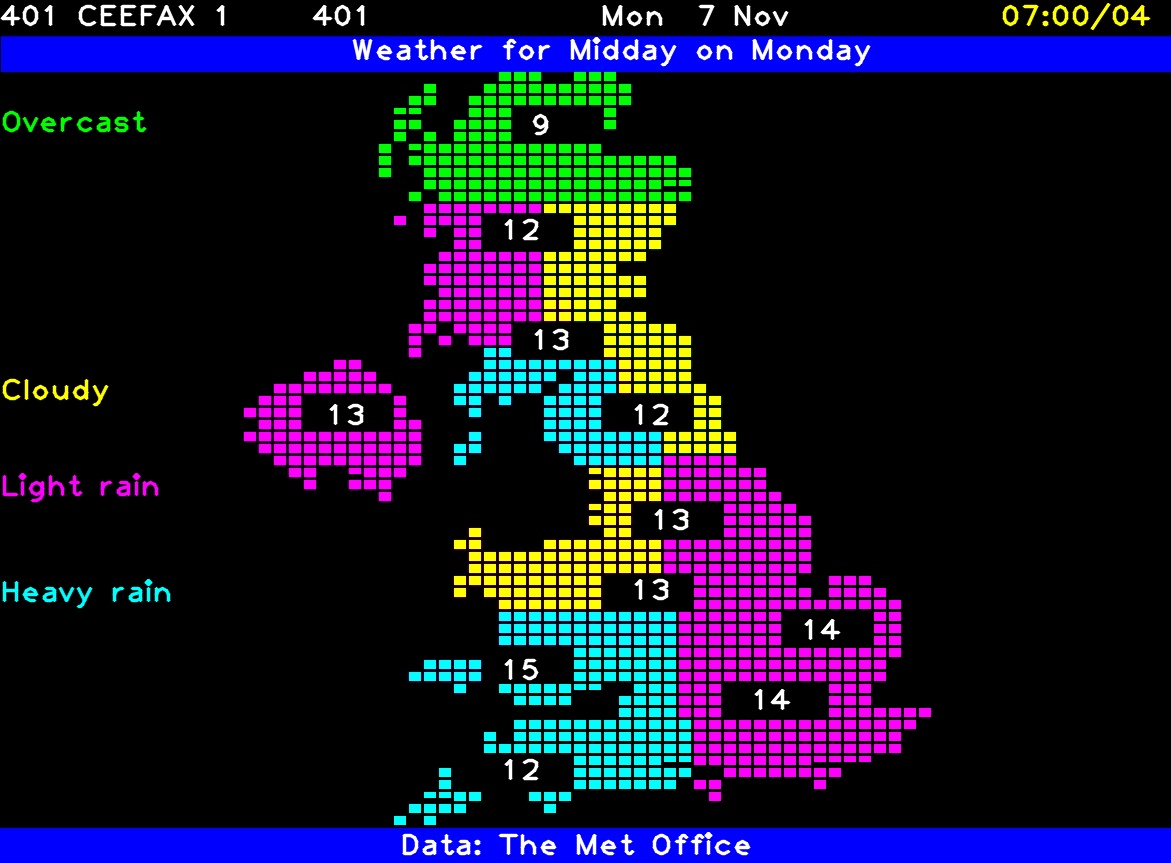 401 CEEFAX 1 401 Mon 7 Nov 07:00/04
Weather for Midday on Monday
Overcast
9
12
13
Cloudy
13
12
Light rain
13
Heavy rain
13
14
15
14
12
Data: The Met Office